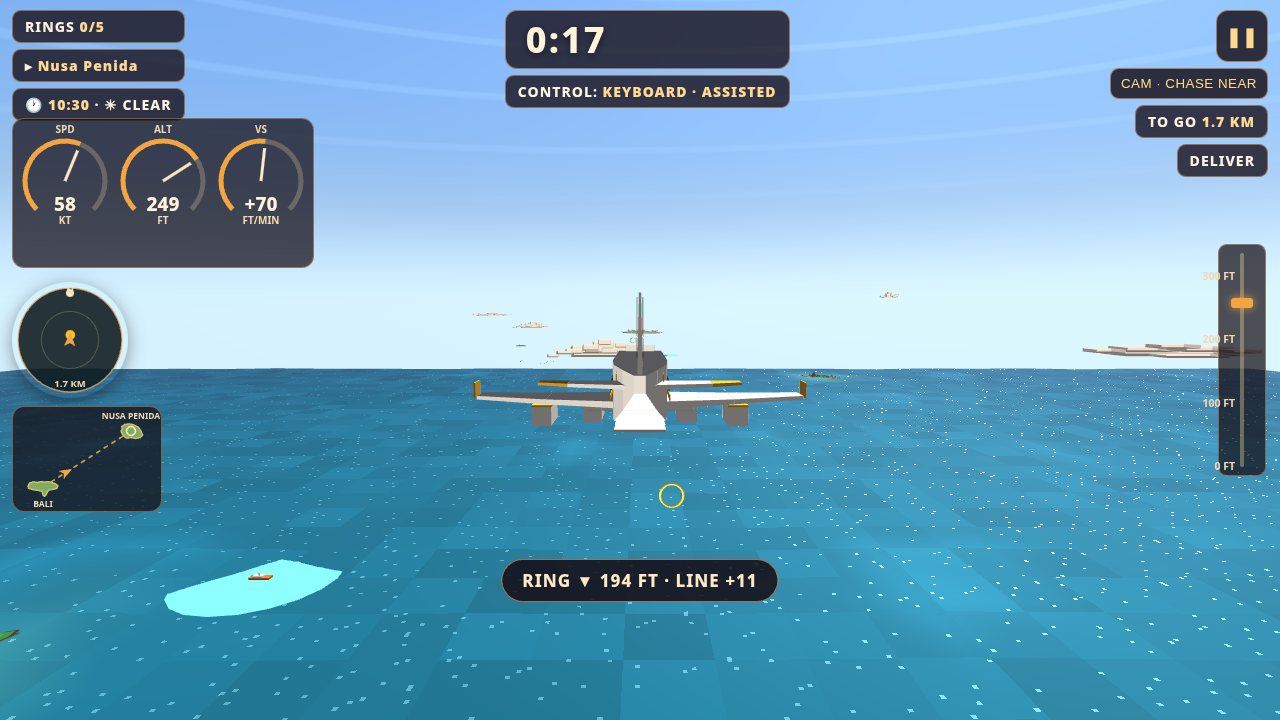 RINGS 0/5
▸ Nusa Penida
🕐 10:30 · ☀ CLEAR
SPD
58
KT
ALT
249
FT
VS
+70
FT/MIN
1.7 KM
NUSA PENIDA
BALI
0:17
CONTROL: KEYBOARD · ASSISTED
CAM · CHASE NEAR
TO GO 1.7 KM
DELIVER
300 FT
200 FT
100 FT
0 FT
RING ▼ 194 FT · LINE +11